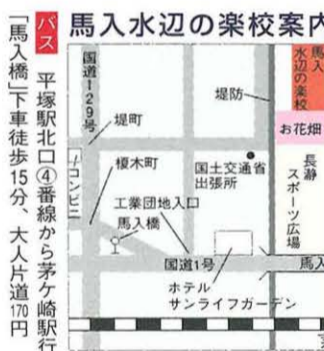 馬入水辺の楽校案内
バス 平塚駅北口④番線から茅ケ崎駅行
「馬入橋」下車徒歩15分、大人片道170円
国道129号
堤防
馬入
水辺の楽校
お花畑
堤町
榎木町
コンビニ
国土交通省
出張所
長瀞
スポーツ広場
工業団地入口
馬入橋
国道1号
馬入
ホテル
サンライフガーデン